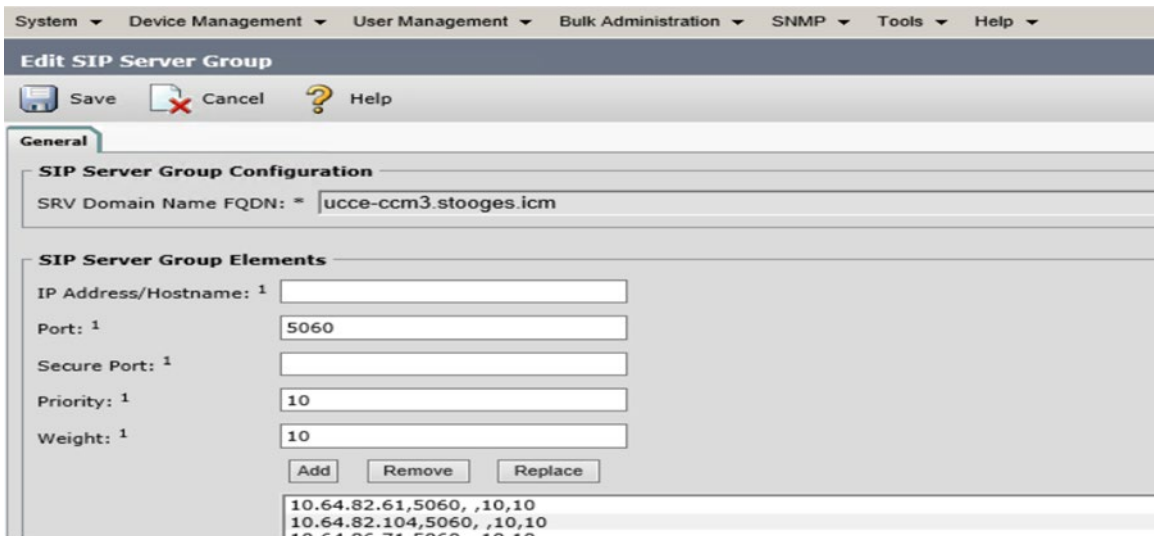 System Device Management User Management Bulk Administration SNMP Tools Help
Edit SIP Server Group
Save Cancel Help
General
SIP Server Group Configuration
SRV Domain Name FQDN: * ucce-ccm3.stooges.icm
SIP Server Group Elements
IP Address/Hostname: 1
Port: 1 5060
Secure Port: 1
Priority: 1 10
Weight: 1 10
Add Remove Replace
10.64.82.61,5060, ,10,10
10.64.82.104,5060, ,10,10